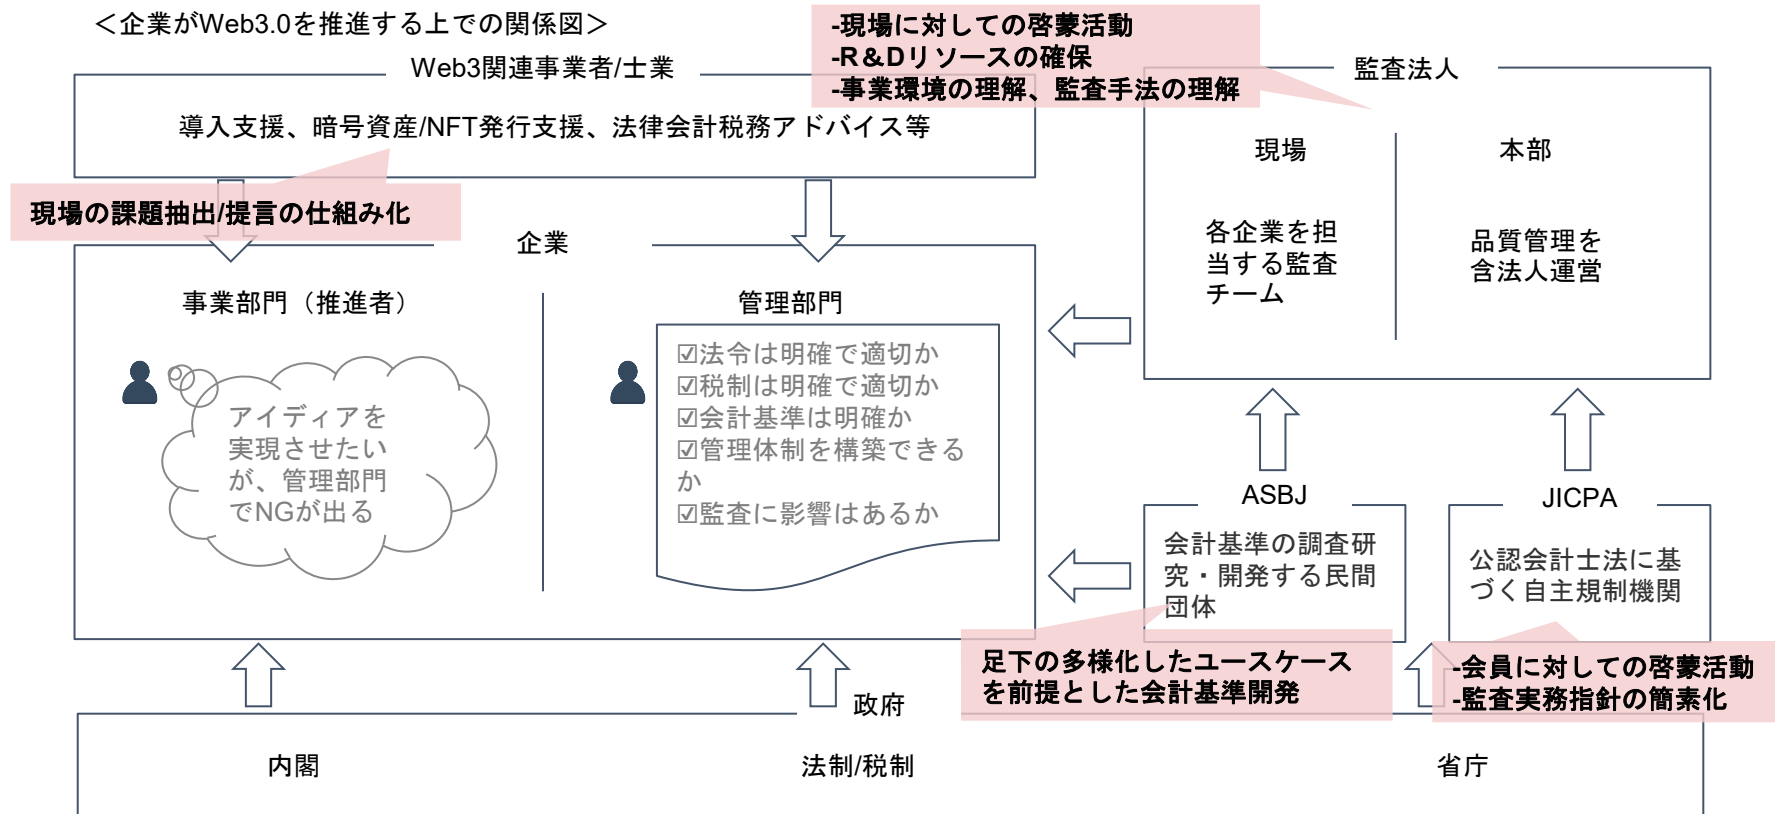 ＜企業がWeb3.0を推進する上での関係図＞
-現場に対しての啓蒙活動
-R＆Dリソースの確保
-事業環境の理解、監査手法の理解
Web3関連事業者/士業
導入支援、暗号資産/NFT発行支援、法律会計税務アドバイス等
現場の課題抽出/提言の仕組み化
監査法人
現場
本部
各企業を担
当する監査
チーム
品質管理を
含法人運営
企業
事業部門（推進者）
アイディアを
実現させたい
が、管理部門
でNGが出る
管理部門
☑法令は明確で適切か
☑税制は明確で適切か
☑会計基準は明確か
☑管理体制を構築できる
か
☑監査に影響はあるか
ASBJ
会計基準の調査研
究・開発する民間
団体
JICPA
公認会計士法に基
づく自主規制機関
足下の多様化したユースケース
を前提とした会計基準開発
-会員に対しての啓蒙活動
-監査実務指針の簡素化
政府
内閣
法制/税制
省庁